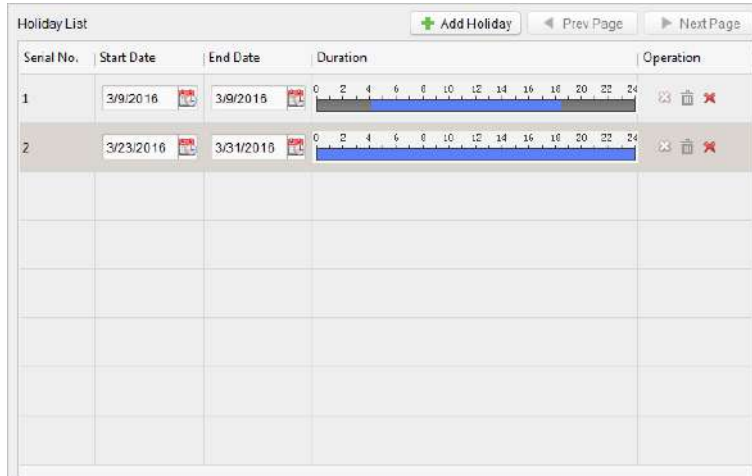 Holiday List
Add Holiday
Prev Page
Next Page
Serial No. Start Date End Date Duration Operation
0 2 4 6 8 10 12 14 16 18 20 22 24
1 3/9/2016 3/9/2016
0 2 4 6 8 10 12 14 16 18 20 22 24
2 3/23/2016 3/31/2016